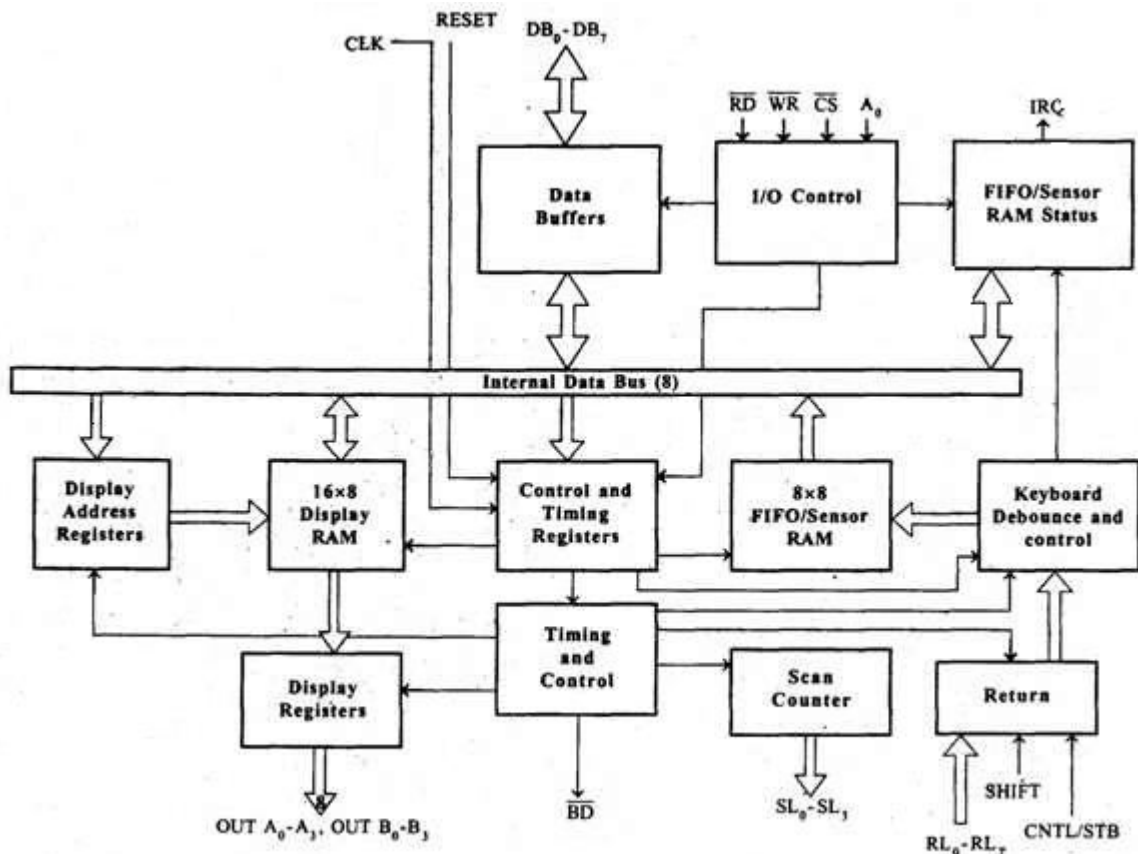 RESET
CLK
DB₀-DB₇
RD WR CS A₀
IRQ
Data
Buffers
I/O Control
FIFO/Sensor
RAM Status
Internal Data Bus (8)
Display
Address
Registers
16×8
Display
RAM
Control and
Timing
Registers
8×8
FIFO/Sensor
RAM
Keyboard
Debounce and
control
Timing
and
Control
Scan
Counter
Display
Registers
Return
8
OUT A₀-A₃, OUT B₀-B₃
BD
SL₀-SL₃
SHIFT
CNTL/STB
RL₀-RL₇